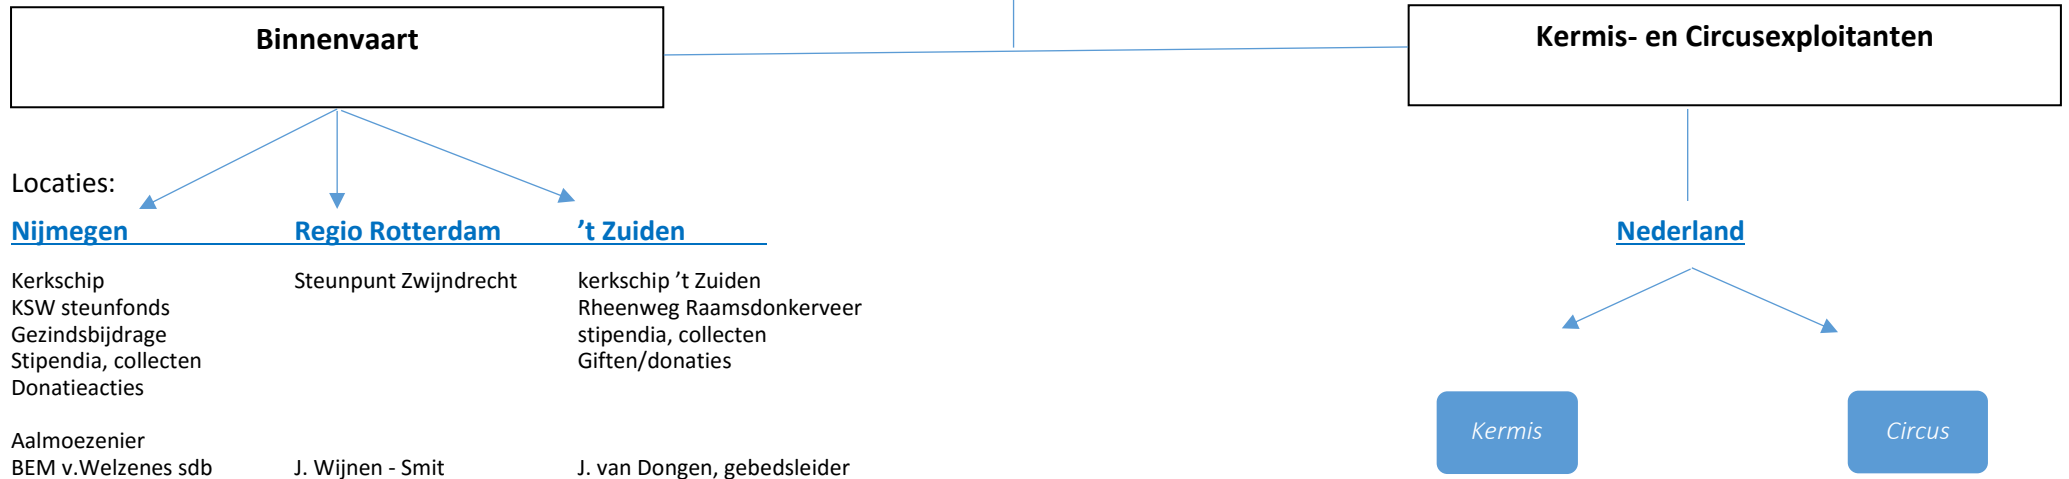 Binnenvaart
Kermis- en Circusexploitanten
Locaties:
Nijmegen
Regio Rotterdam
’t Zuiden
Nederland
Kerkschip
KSW steunfonds
Gezindsbijdrage
Stipendia, collecten
Donatieacties
Steunpunt Zwijndrecht
kerkschip ’t Zuiden
Rheenweg Raamsdonkerveer
stipendia, collecten
Giften/donaties
Aalmoezenier
BEM v.Welzenes sdb
J. Wijnen - Smit
J. van Dongen, gebedsleider
Kermis
Circus